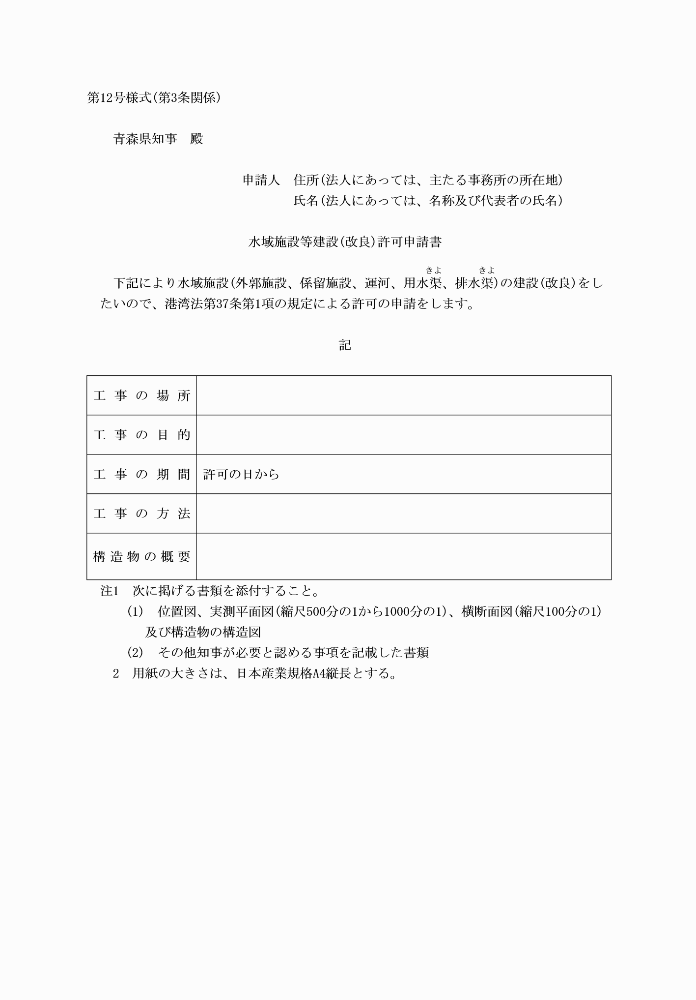 第12号様式(第3条関係)
青森県知事　殿
申請人　住所(法人にあっては、主たる事務所の所在地)
氏名(法人にあっては、名称及び代表者の氏名)
水域施設等建設(改良)許可申請書
きよ　きよ
下記により水域施設(外郭施設、係留施設、運河、用水渠、排水渠)の建設(改良)をし
たいので、港湾法第37条第1項の規定による許可の申請をします。
記
工事の場所
工事の目的
工事の期間　許可の日から
工事の方法
構造物の概要
注1　次に掲げる書類を添付すること。
(1)　位置図、実測平面図(縮尺500分の1から1000分の1)、横断面図(縮尺100分の1)
及び構造物の構造図
(2)　その他知事が必要と認める事項を記載した書類
2　用紙の大きさは、日本産業規格A4縦長とする。